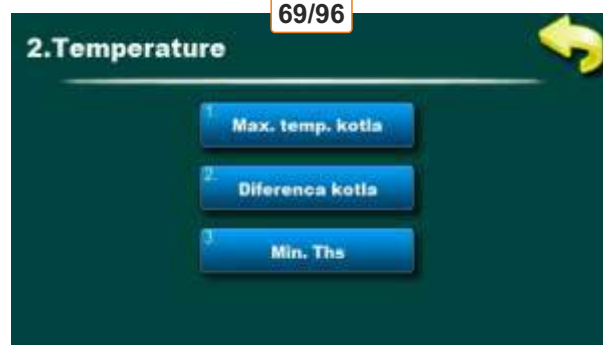 69/96
2.Temperature
1.
Max. temp. kotla
2.
Diferenca kotla
3.
Min. Ths